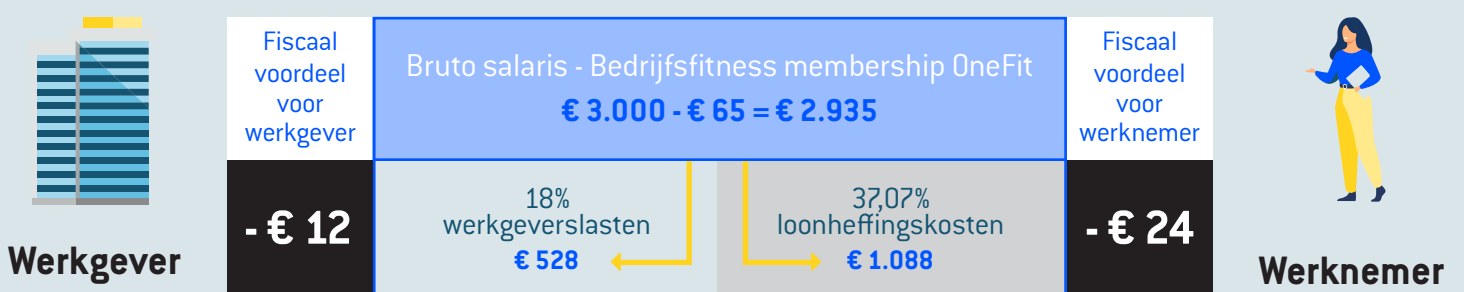 Fiscaal
voordeel
voor
werkgever
Bruto salaris - Bedrijfsfitness membership OneFit
€ 3.000 - € 65 = € 2.935
Fiscaal
voordeel
voor
werknemer
- € 12
18%
werkgeverslasten
€ 528
37,07%
loonheffingskosten
€ 1.088
- € 24
Werkgever
Werknemer